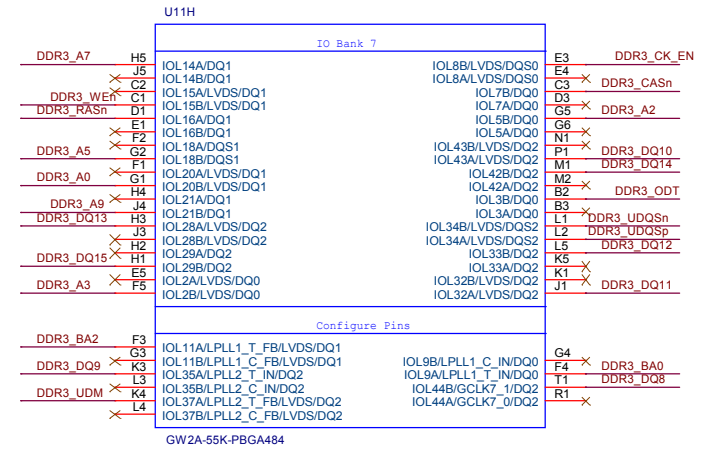 U11H
IO Bank 7
DDR3_A7 H5 IOL14A/DQ1 IOL8B/LVDS/DQS0 E3 DDR3_CK_EN
J5 IOL14B/DQ1 IOL8A/LVDS/DQS0 E4
C2 IOL15A/LVDS/DQ1 IOL7B/DQ0 C3 DDR3_CASn
DDR3_WEn C1 IOL15B/LVDS/DQ1 IOL7A/DQ0 D3
DDR3_RASn D1 IOL16A/DQ1 IOL5B/DQ0 G5 DDR3_A2
E1 IOL16B/DQ1 IOL5A/DQ0 G6
F2 IOL18A/DQS1 IOL43B/LVDS/DQ2 N1
DDR3_A5 G2 IOL18B/DQS1 IOL43A/LVDS/DQ2 P1 DDR3_DQ10
F1 IOL20A/LVDS/DQ1 IOL42B/DQ2 M1 DDR3_DQ14
DDR3_A0 G1 IOL20B/LVDS/DQ1 IOL42A/DQ2 M2
H4 IOL21A/DQ1 IOL3B/DQ0 B2 DDR3_ODT
DDR3_A9 J4 IOL21B/DQ1 IOL3A/DQ0 B3
DDR3_DQ13 H3 IOL28A/LVDS/DQ2 IOL34B/LVDS/DQS2 L1 DDR3_UDQSn
J3 IOL28B/LVDS/DQ2 IOL34A/LVDS/DQS2 L2 DDR3_UDQSp
H2 IOL29A/DQ2 IOL33B/DQ2 L5 DDR3_DQ12
DDR3_DQ15 H1 IOL29B/DQ2 IOL33A/DQ2 K5
E5 IOL2A/LVDS/DQ0 IOL32B/LVDS/DQ2 K1
DDR3_A3 F5 IOL2B/LVDS/DQ0 IOL32A/LVDS/DQ2 J1 DDR3_DQ11
Configure Pins
DDR3_BA2 F3 IOL11A/LPLL1_T_FB/LVDS/DQ1
G3 IOL11B/LPLL1_C_FB/LVDS/DQ1 IOL9B/LPLL1_C_IN/DQ0 G4
DDR3_DQ9 K3 IOL35A/LPLL2_T_IN/DQ2 IOL9A/LPLL1_T_IN/DQ0 F4 DDR3_BA0
L3 IOL35B/LPLL2_C_IN/DQ2 IOL44B/GCLK7_1/DQ2 T1 DDR3_DQ8
DDR3_UDM K4 IOL37A/LPLL2_T_FB/LVDS/DQ2 IOL44A/GCLK7_0/DQ2 R1
L4 IOL37B/LPLL2_C_FB/LVDS/DQ2
GW2A-55K-PBGA484